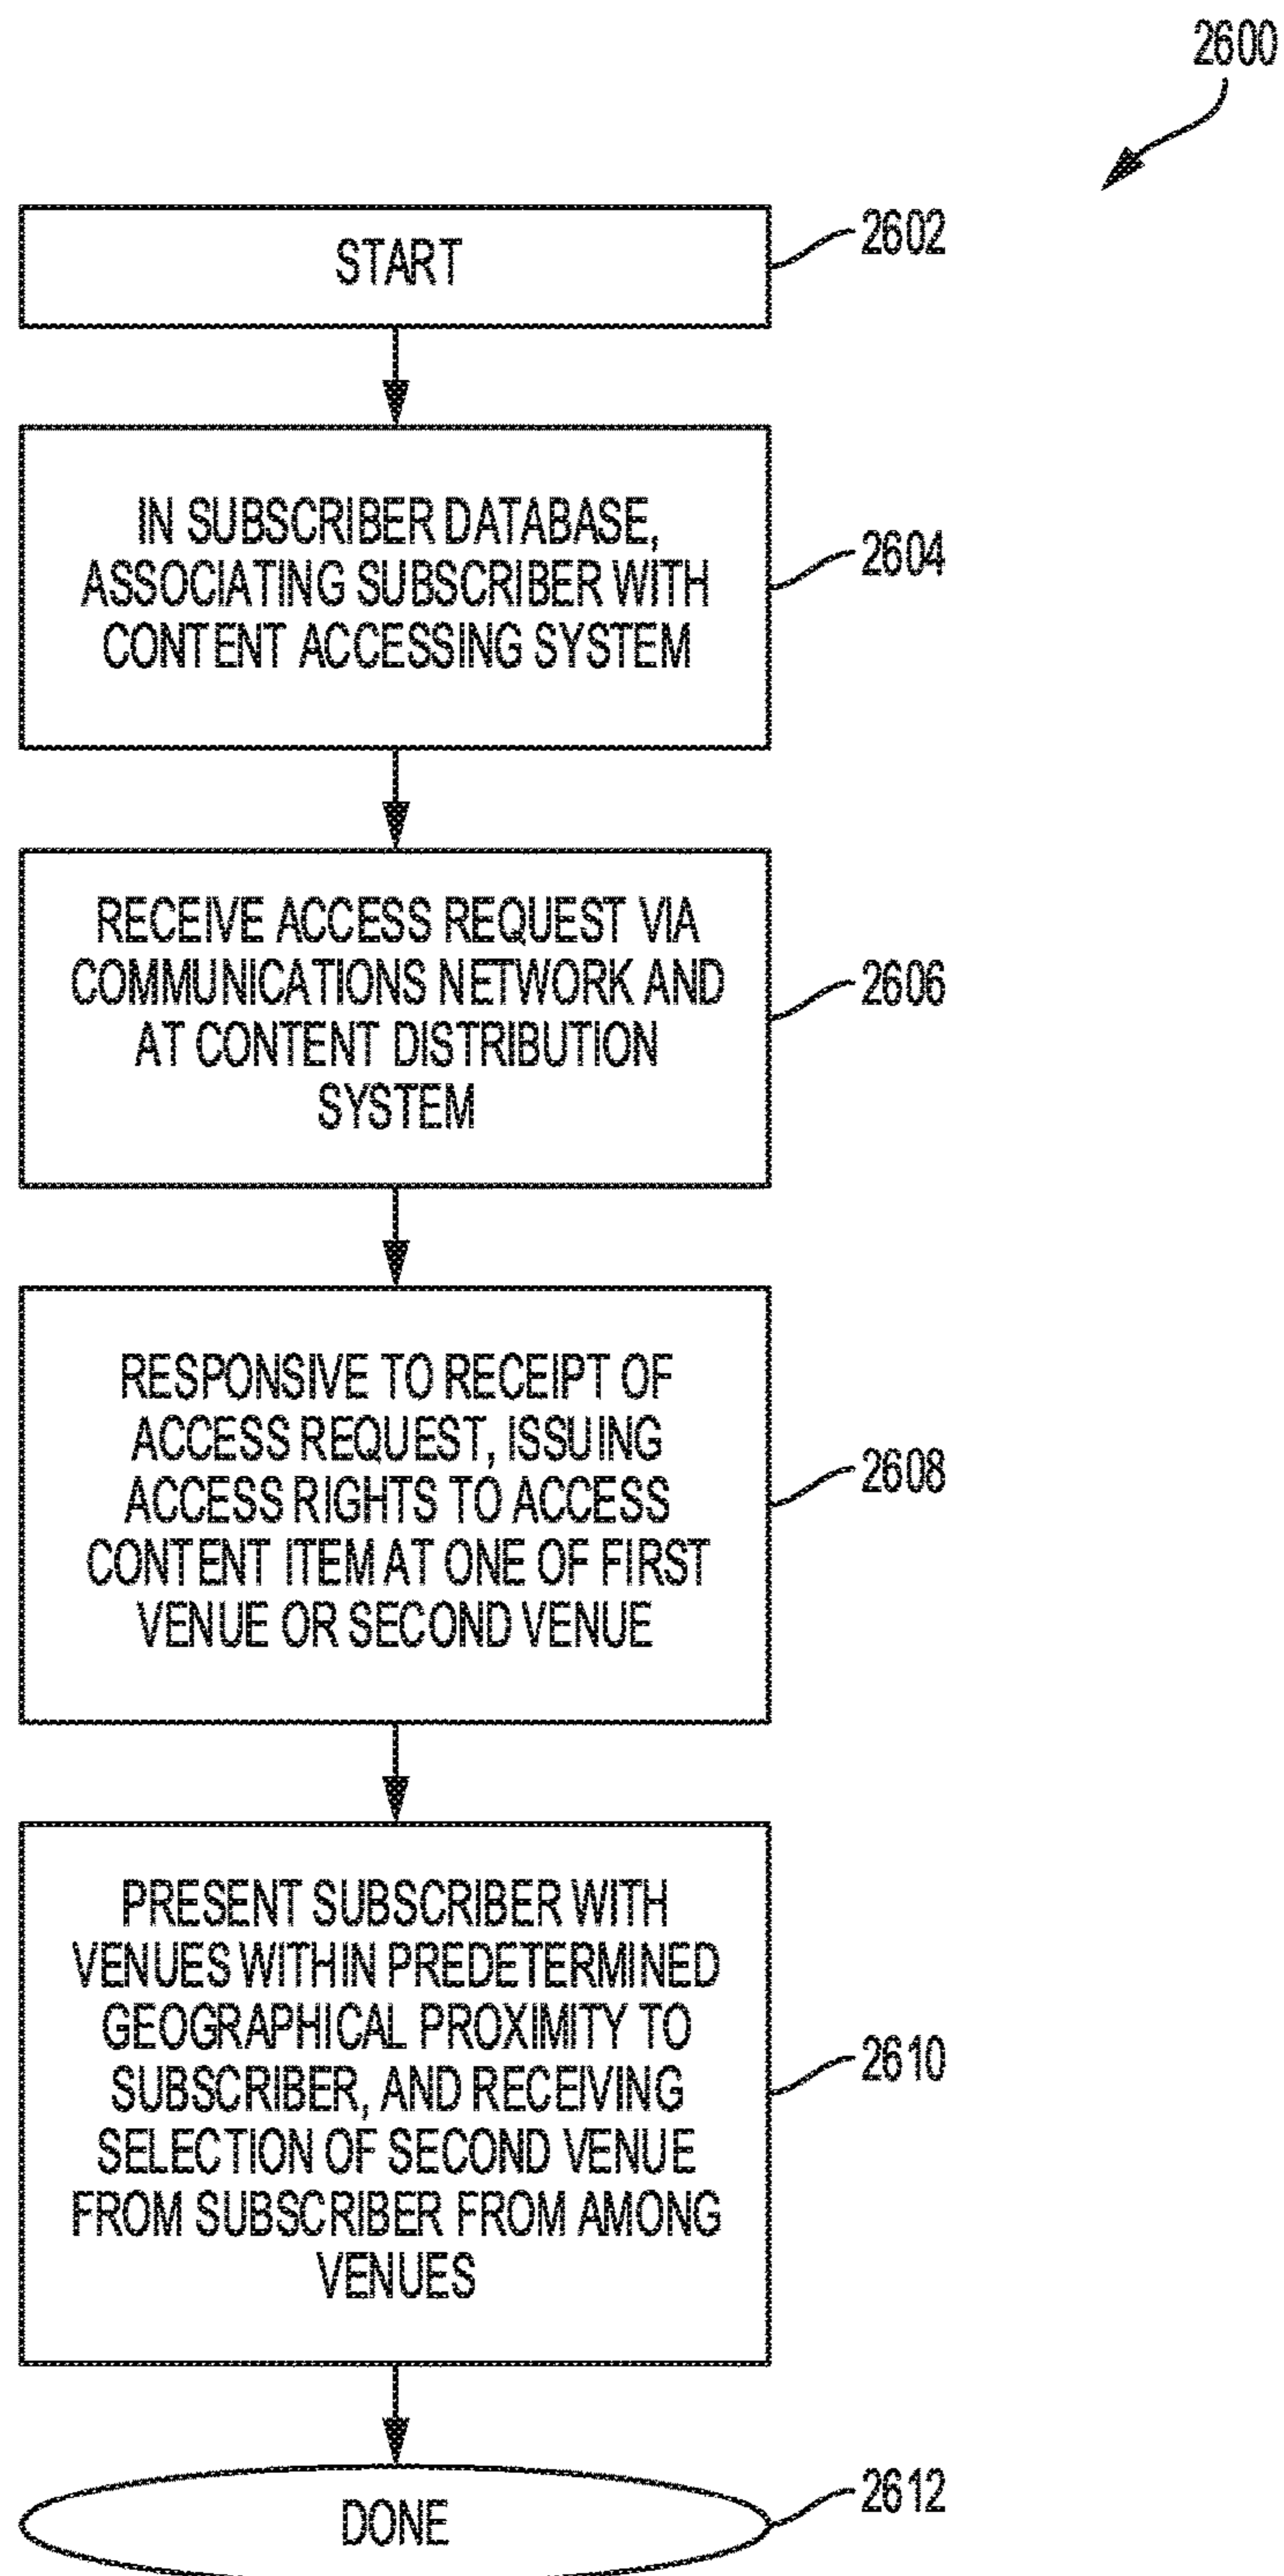 2600
START
2602
IN SUBSCRIBER DATABASE,
ASSOCIATING SUBSCRIBER WITH
CONTENT ACCESSING SYSTEM
2604
RECEIVE ACCESS REQUEST VIA
COMMUNICATIONS NETWORK AND
AT CONTENT DISTRIBUTION
SYSTEM
2606
RESPONSIVE TO RECEIPT OF
ACCESS REQUEST, ISSUING
ACCESS RIGHTS TO ACCESS
CONTENT ITEM AT ONE OF FIRST
VENUE OR SECOND VENUE
2608
PRESENT SUBSCRIBER WITH
VENUES WITHIN PREDETERMINED
GEOGRAPHICAL PROXIMITY TO
SUBSCRIBER, AND RECEIVING
SELECTION OF SECOND VENUE
FROM SUBSCRIBER FROM AMONG
VENUES
2610
DONE
2612